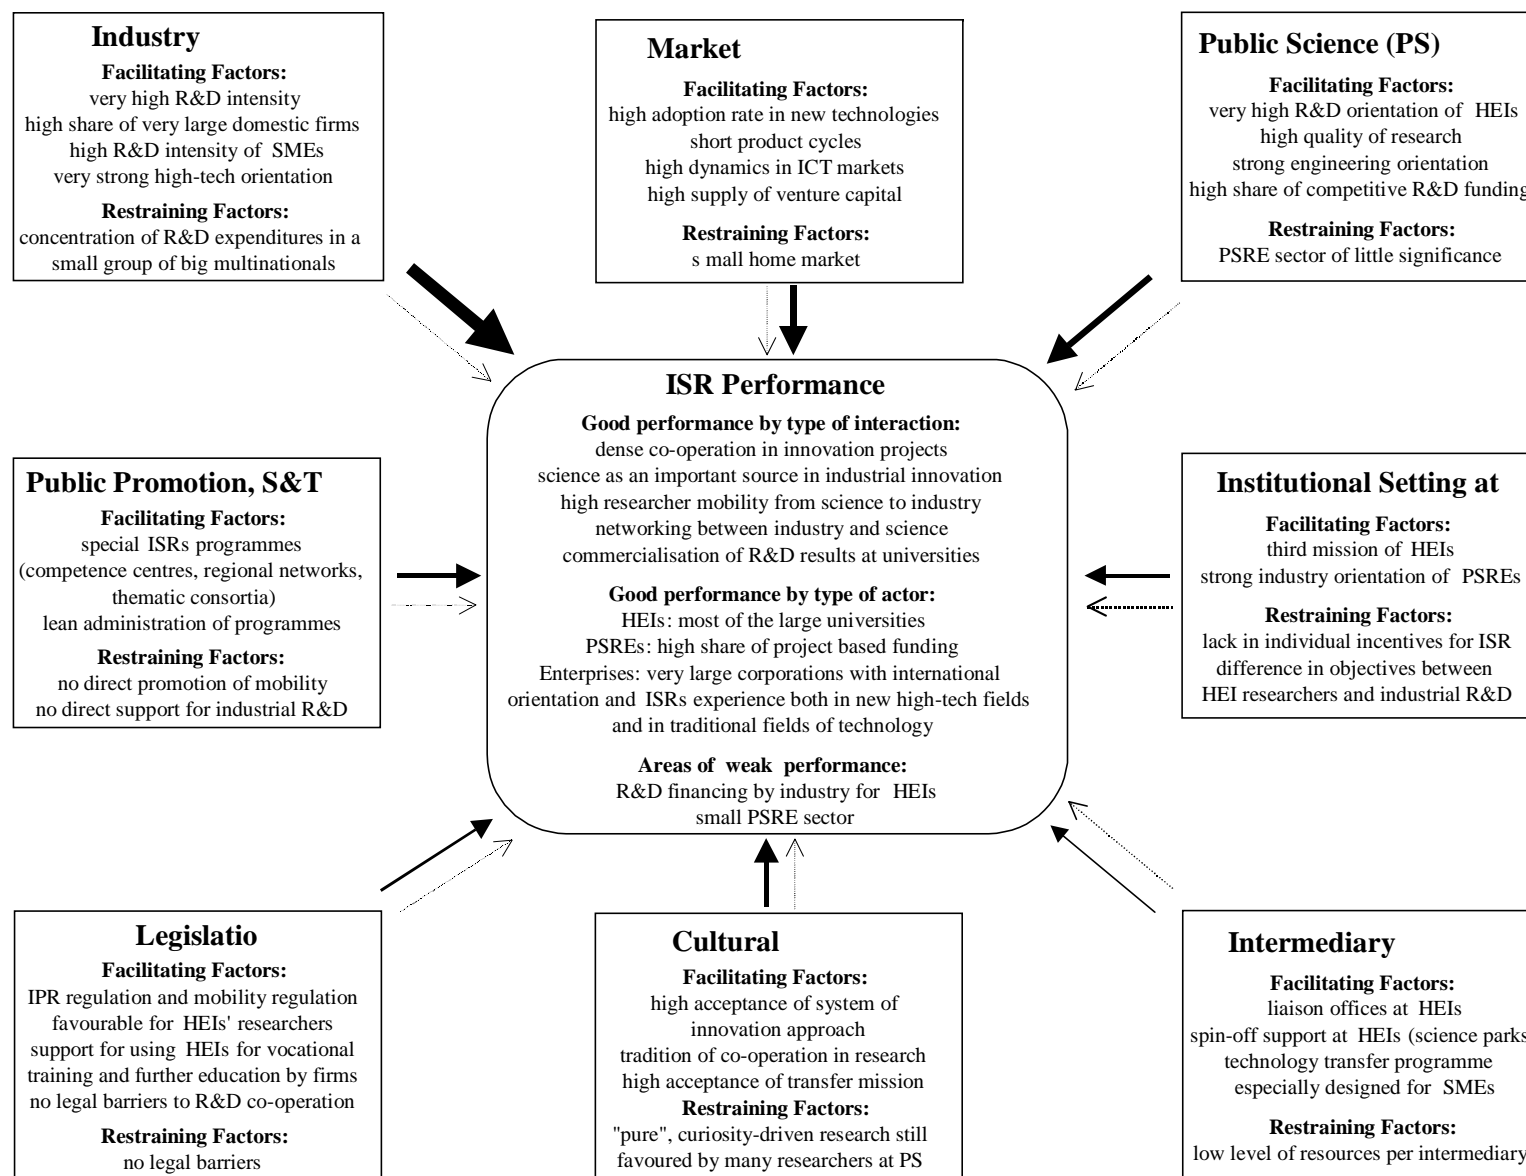 Industry
Facilitating Factors:
very high R&D intensity
high share of very large domestic firms
high R&D intensity of SMEs
very strong high-tech orientation
Restraining Factors:
concentration of R&D expenditures in a
small group of big multinationals
Market
Facilitating Factors:
high adoption rate in new technologies
short product cycles
high dynamics in ICT markets
high supply of venture capital
Restraining Factors:
s mall home market
Public Science (PS)
Facilitating Factors:
very high R&D orientation of HEIs
high quality of research
strong engineering orientation
high share of competitive R&D funding
Restraining Factors:
PSRE sector of little significance
Public Promotion, S&T
Facilitating Factors:
special ISRs programmes
(competence centres, regional networks,
thematic consortia)
lean administration of programmes
Restraining Factors:
no direct promotion of mobility
no direct support for industrial R&D
ISR Performance
Good performance by type of interaction:
dense co-operation in innovation projects
science as an important source in industrial innovation
high researcher mobility from science to industry
networking between industry and science
commercialisation of R&D results at universities
Good performance by type of actor:
HEIs: most of the large universities
PSREs: high share of project based funding
Enterprises: very large corporations with international
orientation and ISRs experience both in new high-tech fields
and in traditional fields of technology
Areas of weak performance:
R&D financing by industry for HEIs
small PSRE sector
Institutional Setting at
Facilitating Factors:
third mission of HEIs
strong industry orientation of PSREs
Restraining Factors:
lack in individual incentives for ISR
difference in objectives between
HEI researchers and industrial R&D
Legislatio
Facilitating Factors:
IPR regulation and mobility regulation
favourable for HEIs' researchers
support for using HEIs for vocational
training and further education by firms
no legal barriers to R&D co-operation
Restraining Factors:
no legal barriers
Cultural
Facilitating Factors:
high acceptance of system of
innovation approach
tradition of co-operation in research
high acceptance of transfer mission
Restraining Factors:
"pure", curiosity-driven research still
favoured by many researchers at PS
Intermediary
Facilitating Factors:
liaison offices at HEIs
spin-off support at HEIs (science parks
technology transfer programme
especially designed for SMEs
Restraining Factors:
low level of resources per intermediary